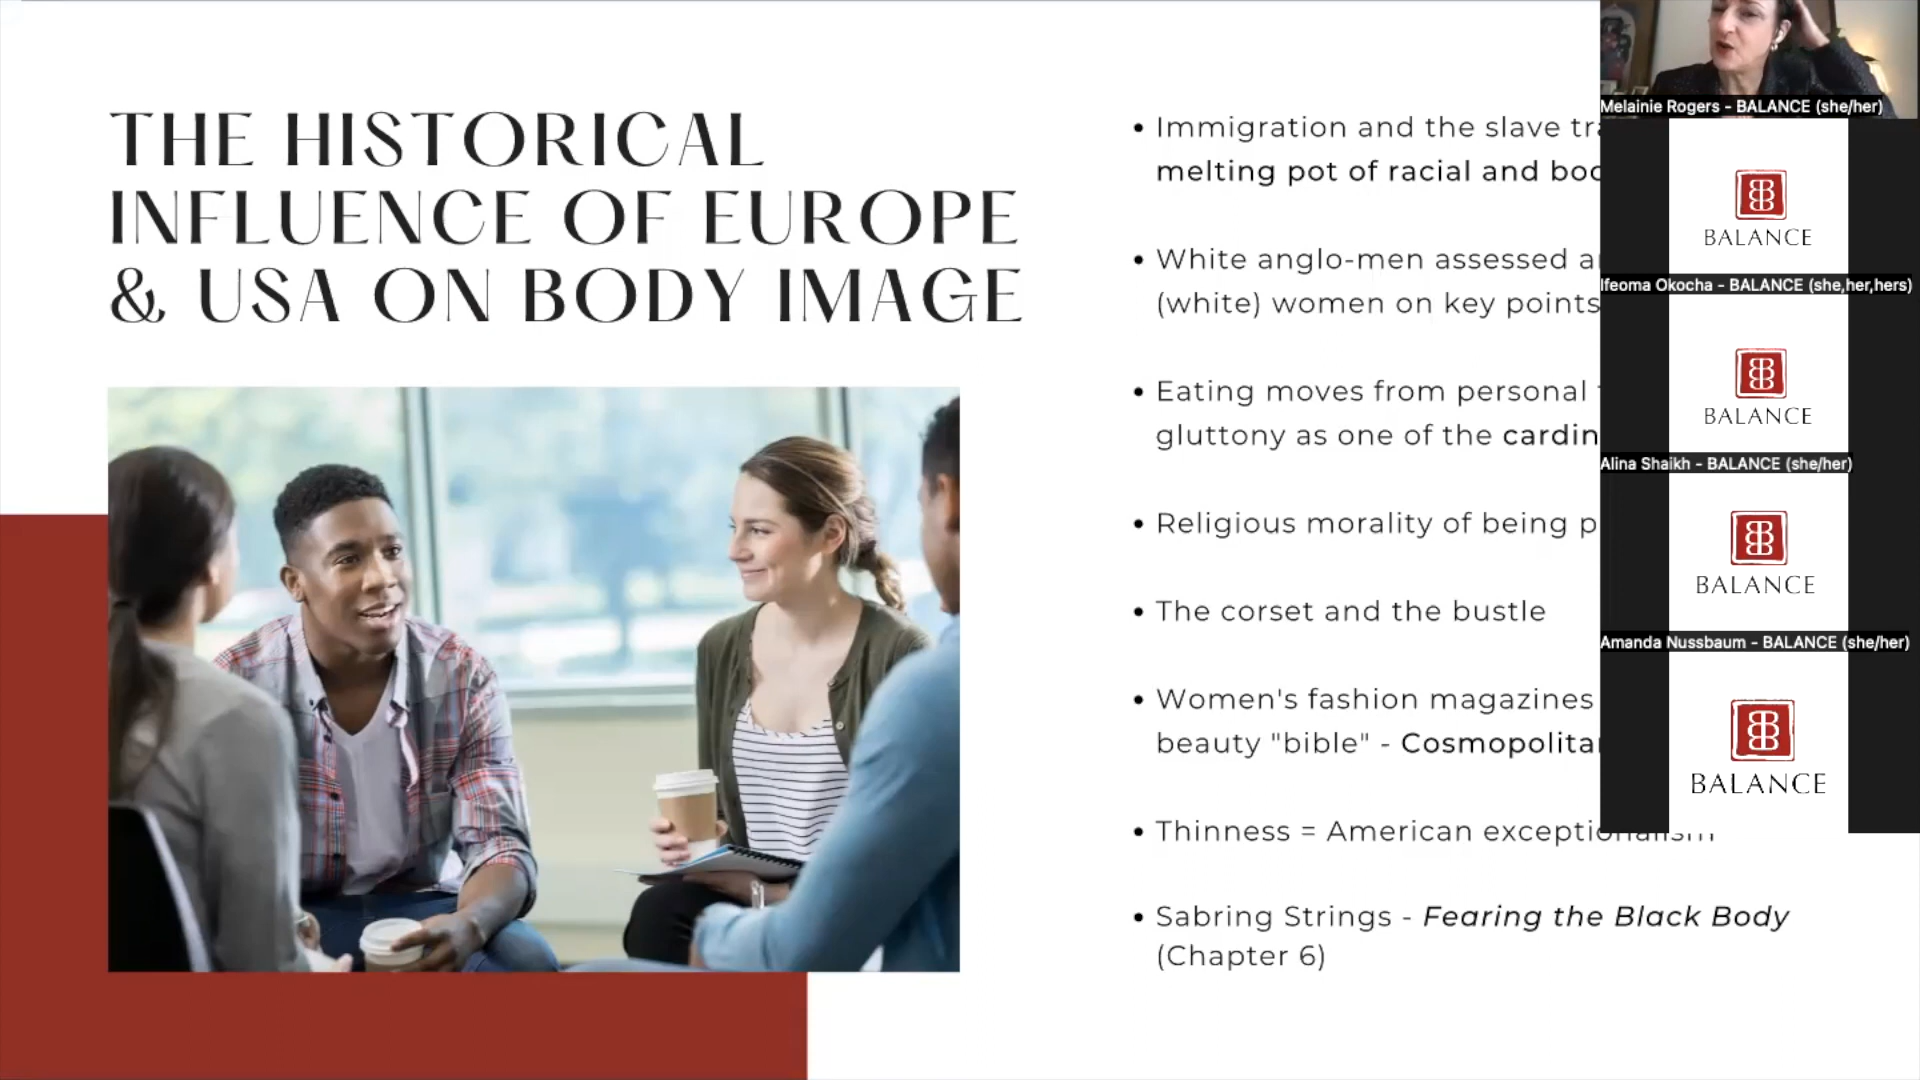 THE HISTORICAL
INFLUENCE OF EUROPE
& USA ON BODY IMAGE
• Immigration and the slave
melting pot of racial and
• White anglo-men assessed
(white) women on key points
• Eating moves from personal
gluttony as one of the
• Religious morality of being
• The corset and the bustle
• Women's fashion magazines
beauty "bible" -
• Thinness = American exceptionalism
• Sabring Strings - Fearing the Black Body
(Chapter 6)
Melainie Rogers - BALANCE (she/her)
BALANCE
Ifeoma Okocha - BALANCE (she,her,hers)
BALANCE
Alina Shaikh - BALANCE (she/her)
BALANCE
Amanda Nussbaum - BALANCE (she/her)
BALANCE